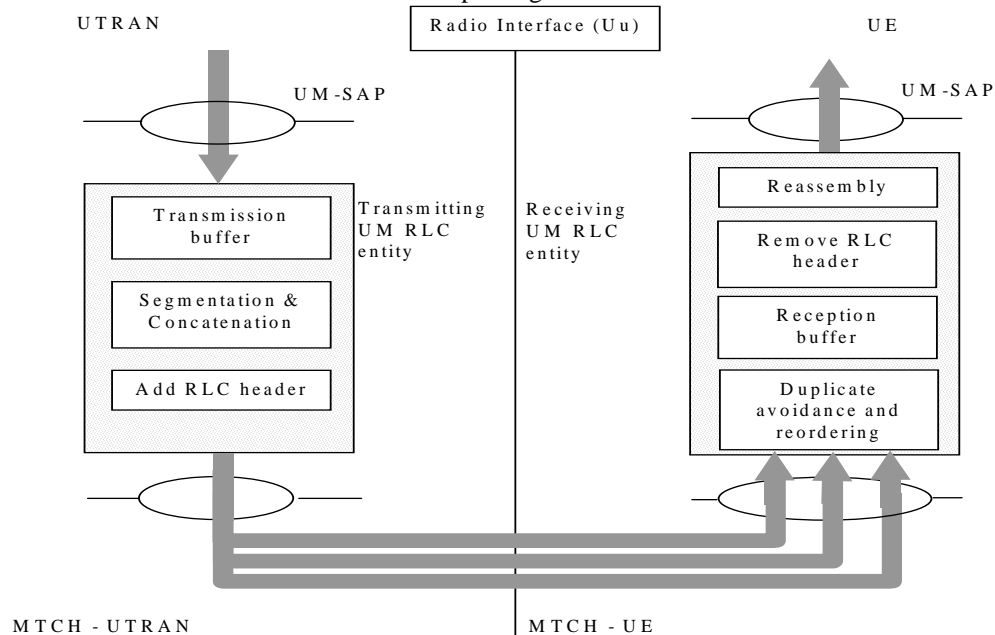 UTRAN
Radio Interface (Uu)
UE
UM-SAP
UM-SAP
Transmission
buffer
Segmentation &
Concatenation
Add RLC header
Transmitting
UM RLC
entity
Receiving
UM RLC
entity
Reassembly
Remove RLC
header
Reception
buffer
Duplicate
avoidance and
reordering
MTCH - UTRAN
MTCH - UE